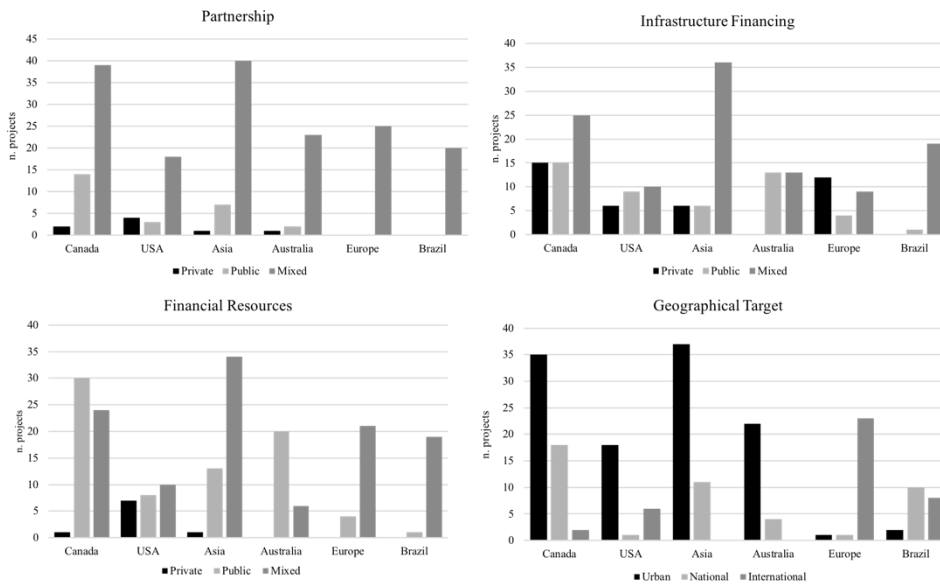 Partnership
n. projects
45
40
35
30
25
20
15
10
5
0
Canada USA Asia Australia Europe Brazil
Private Public Mixed
Infrastructure Financing
n. projects
40
35
30
25
20
15
10
5
0
Canada USA Asia Australia Europe Brazil
Private Public Mixed
Financial Resources
n. projects
40
35
30
25
20
15
10
5
0
Canada USA Asia Australia Europe Brazil
Private Public Mixed
Geographical Target
n. projects
40
35
30
25
20
15
10
5
0
Canada USA Asia Australia Europe Brazil
Urban National International